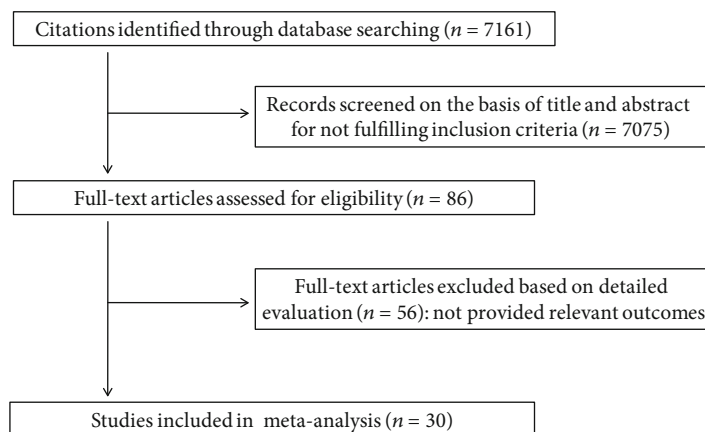 Citations identified through database searching (n = 7161)
Records screened on the basis of title and abstract
for not fulfilling inclusion criteria (n = 7075)
Full-text articles assessed for eligibility (n = 86)
Full-text articles excluded based on detailed
evaluation (n = 56): not provided relevant outcomes
Studies included in meta-analysis (n = 30)